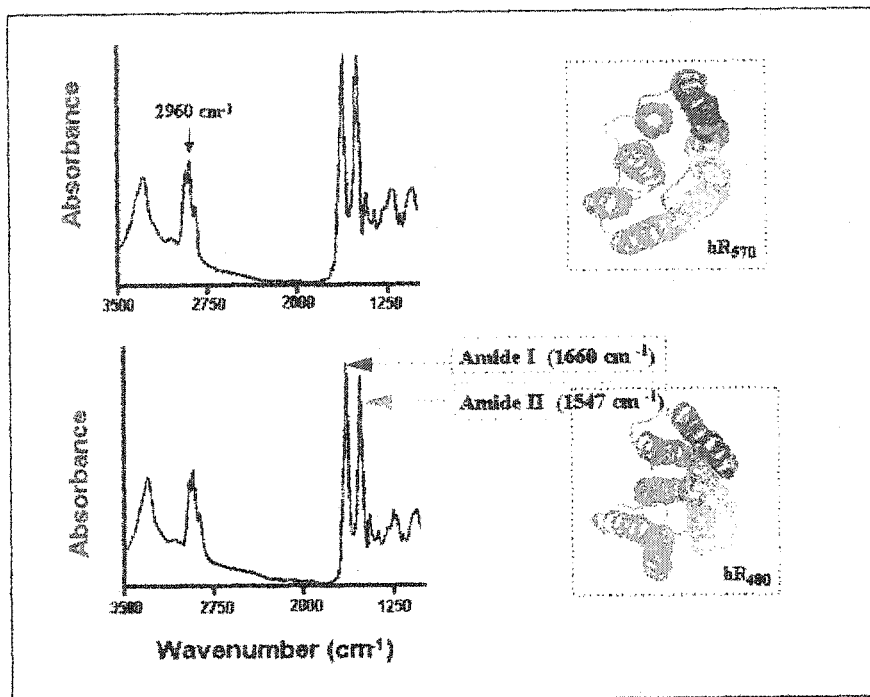 Absorbance
2960 cm-1
3500 2750 2000 1250
hR570
Absorbance
Amide I (1660 cm-1)
Amide II (1547 cm-1)
3500 2750 2000 1250
hR480
Wavenumber (cm-1)